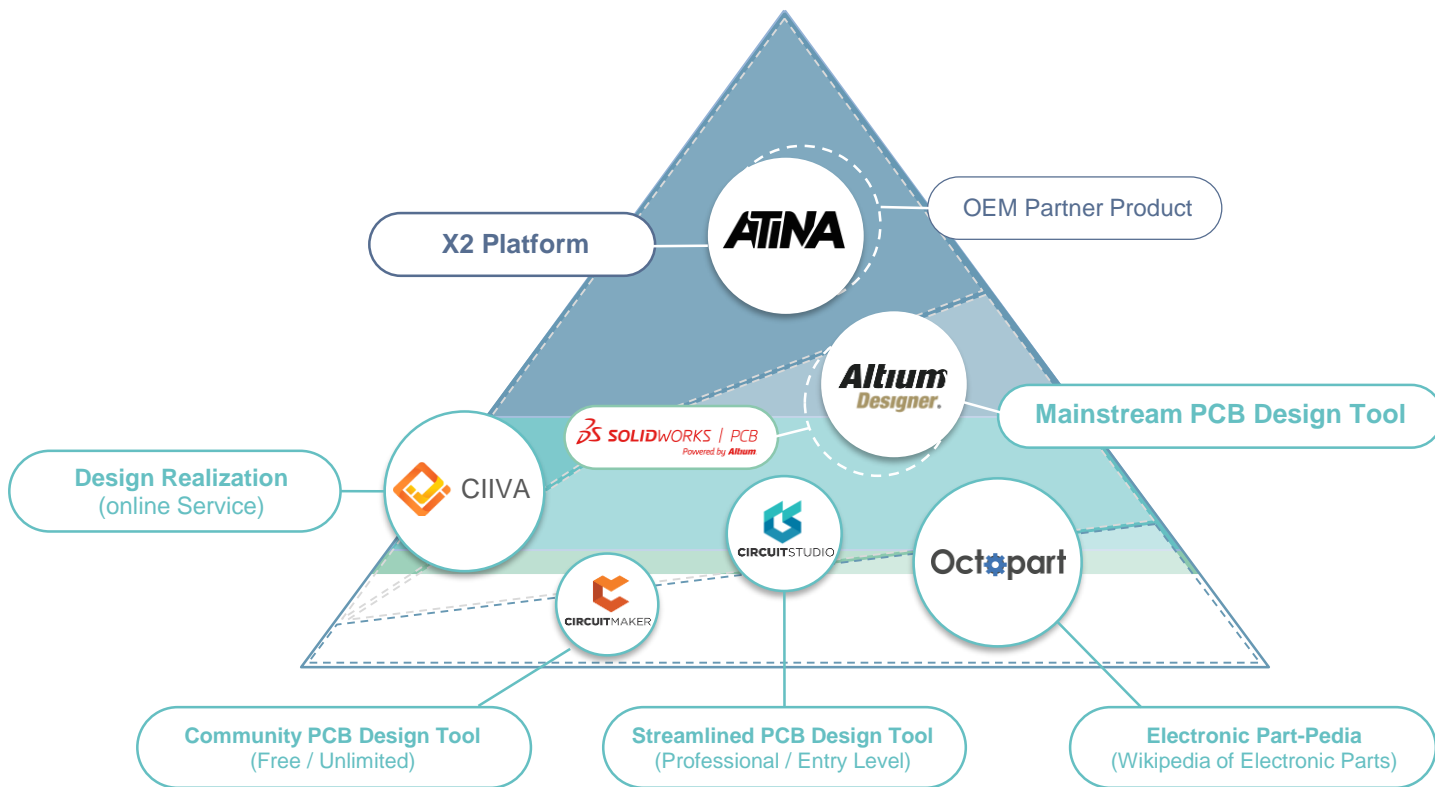 ATINA
OEM Partner Product
X2 Platform
Altium
Designer.
Mainstream PCB Design Tool
SOLIDWORKS | PCB
Powered by Altium
Design Realization
(online Service)
CIIVA
CIRCUITSTUDIO
Octopart
CIRCUITMAKER
Community PCB Design Tool
(Free / Unlimited)
Streamlined PCB Design Tool
(Professional / Entry Level)
Electronic Part-Pedia
(Wikipedia of Electronic Parts)